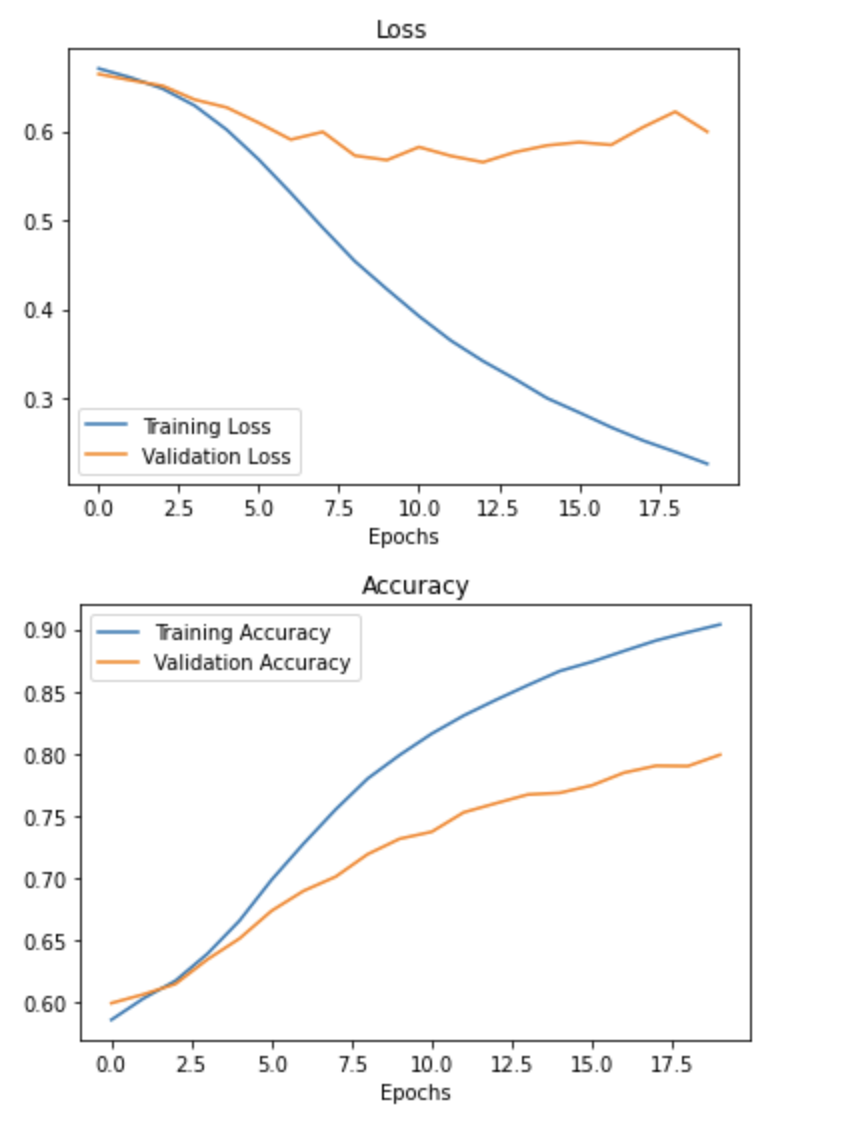 Loss
0.6
0.5
0.4
0.3
Training Loss
Validation Loss
0.0 2.5 5.0 7.5 10.0 12.5 15.0 17.5
Epochs
Accuracy
0.90
0.85
0.80
0.75
0.70
0.65
0.60
Training Accuracy
Validation Accuracy
0.0 2.5 5.0 7.5 10.0 12.5 15.0 17.5
Epochs